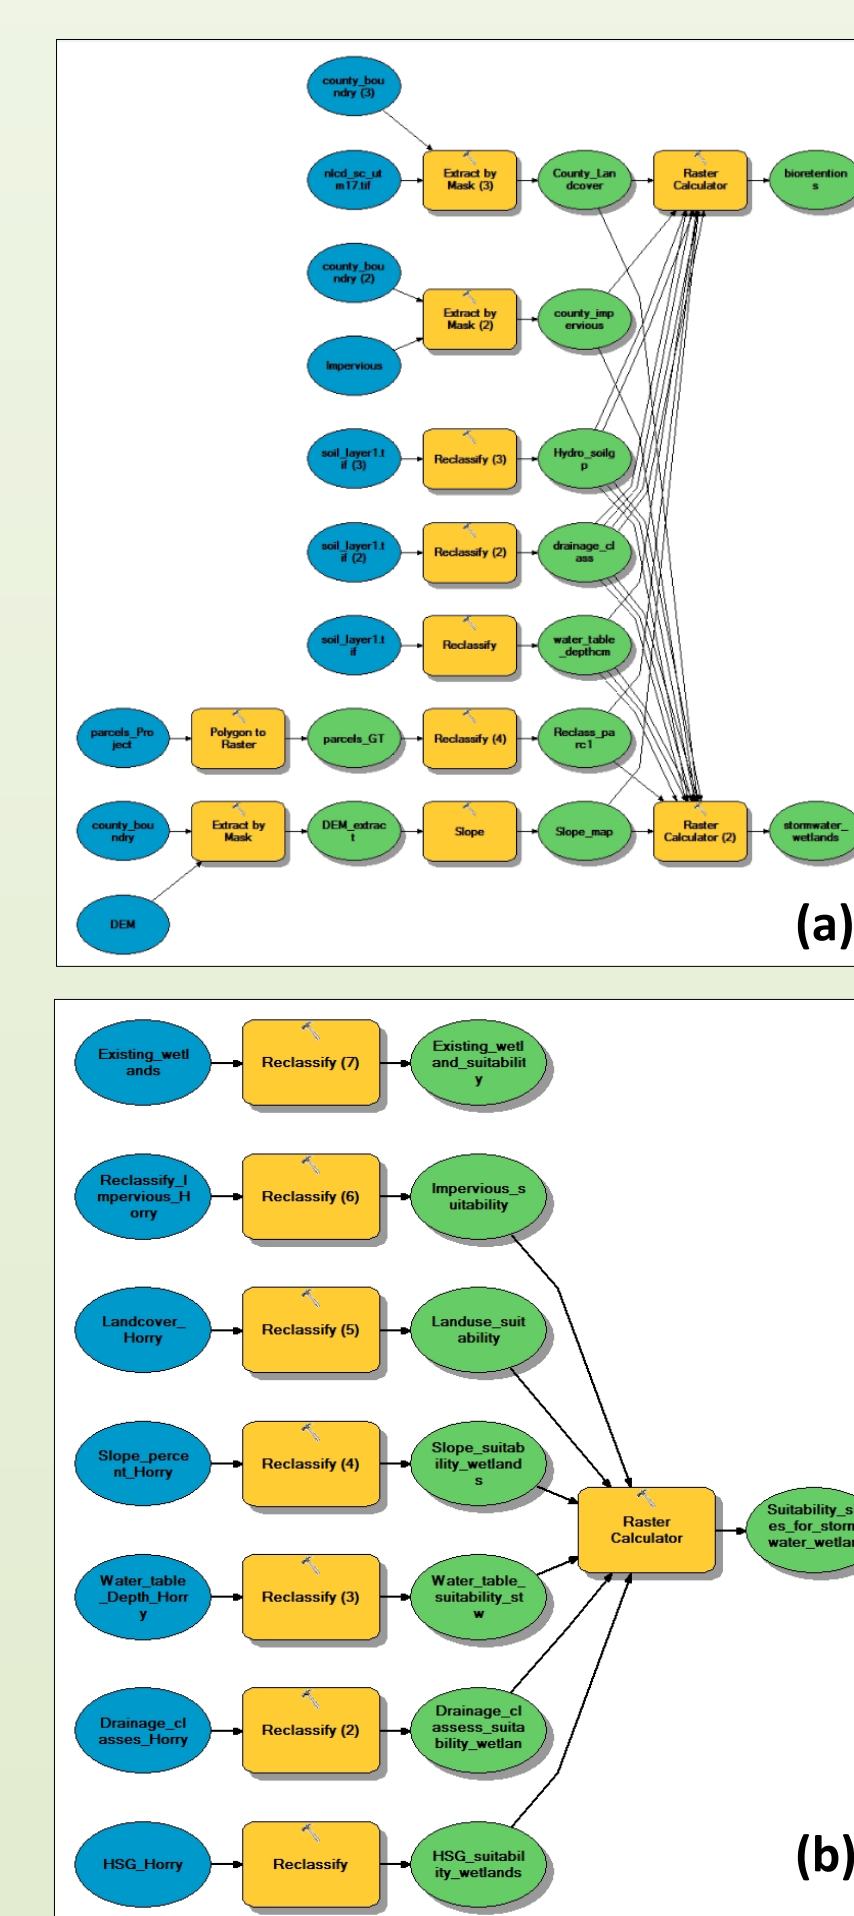 county_bou
ndry (3)
nlcd_sc_ut
m17.tif
Extract by
Mask (3)
County_Lan
dcover
Raster
Calculator
bioretention
s
county_bou
ndry (2)
Impervious
Extract by
Mask (2)
county_imp
ervious
soil_layer1.t
if (3)
Reclassify (3)
Hydro_soilg
p
soil_layer1.t
if (2)
Reclassify (2)
drainage_cl
ass
soil_layer1.t
if
Reclassify
water_table
_depthcm
parcels_Pro
ject
Polygon to
Raster
parcels_GT
Reclassify (4)
Reclass_pa
rc1
county_bou
ndry
Extract by
Mask
DEM_extrac
t
Slope
Slope_map
Raster
Calculator (2)
stormwater_
wetlands
DEM
(a)
Existing_wetl
ands
Reclassify (7)
Existing_wetl
and_suitabilit
y
Reclassify_I
mpervious_H
orry
Reclassify (6)
Impervious_s
uitability
Landcover_
Horry
Reclassify (5)
Landuse_suit
ability
Slope_perce
nt_Horry
Reclassify (4)
Slope_suitab
ility_wetland
s
Raster
Calculator
Suitability_s
es_for_storm
water_wetla
Water_table
_Depth_Horr
y
Reclassify (3)
Water_table_
suitability_st
w
Drainage_cl
asses_Horry
Reclassify (2)
Drainage_cl
assess_suita
bility_wetlan
HSG_Horry
Reclassify
HSG_suitabil
ity_wetlands
(b)